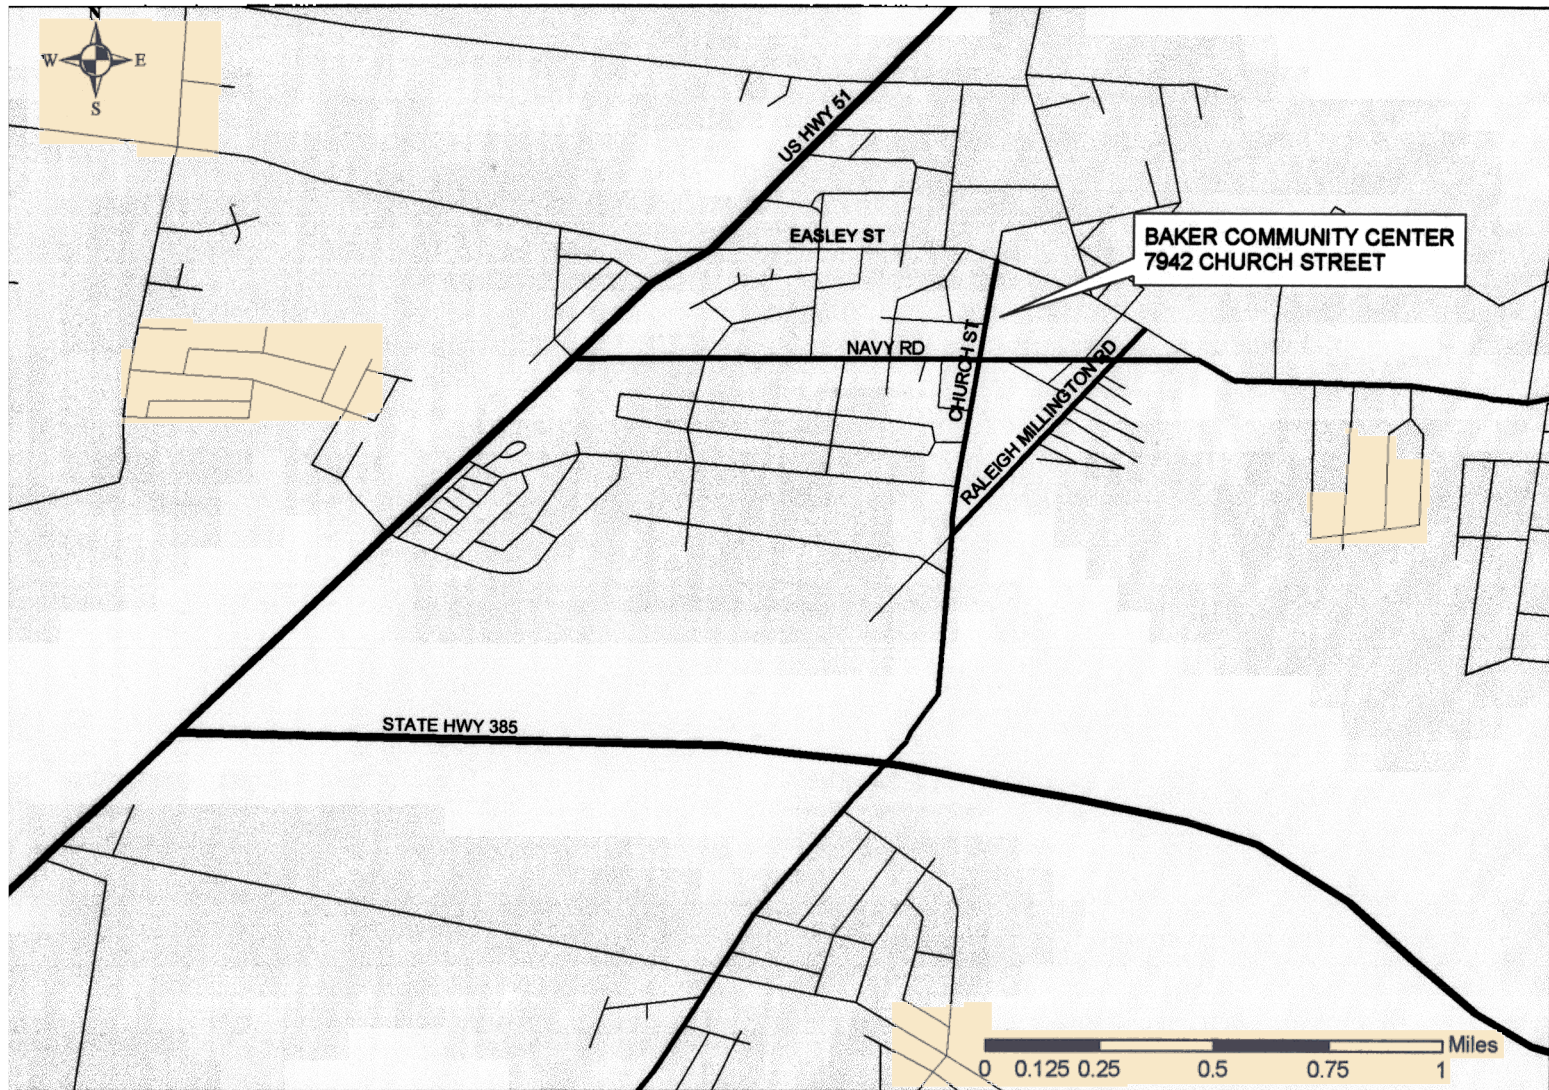 N
W E
S
US HWY 51
EASLEY ST
BAKER COMMUNITY CENTER
7942 CHURCH STREET
NAVY RD
CHURCH ST
RALEIGH MILLINGTON RD
STATE HWY 385
Miles
0 0.125 0.25 0.5 0.75 1